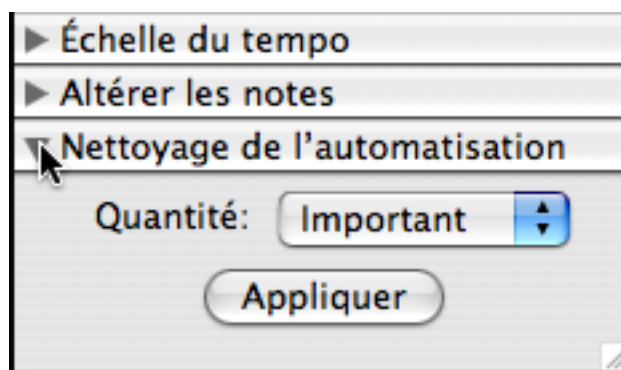 Échelle du tempo
Altérer les notes
Nettoyage de l’automatisation
Quantité: Important
Appliquer